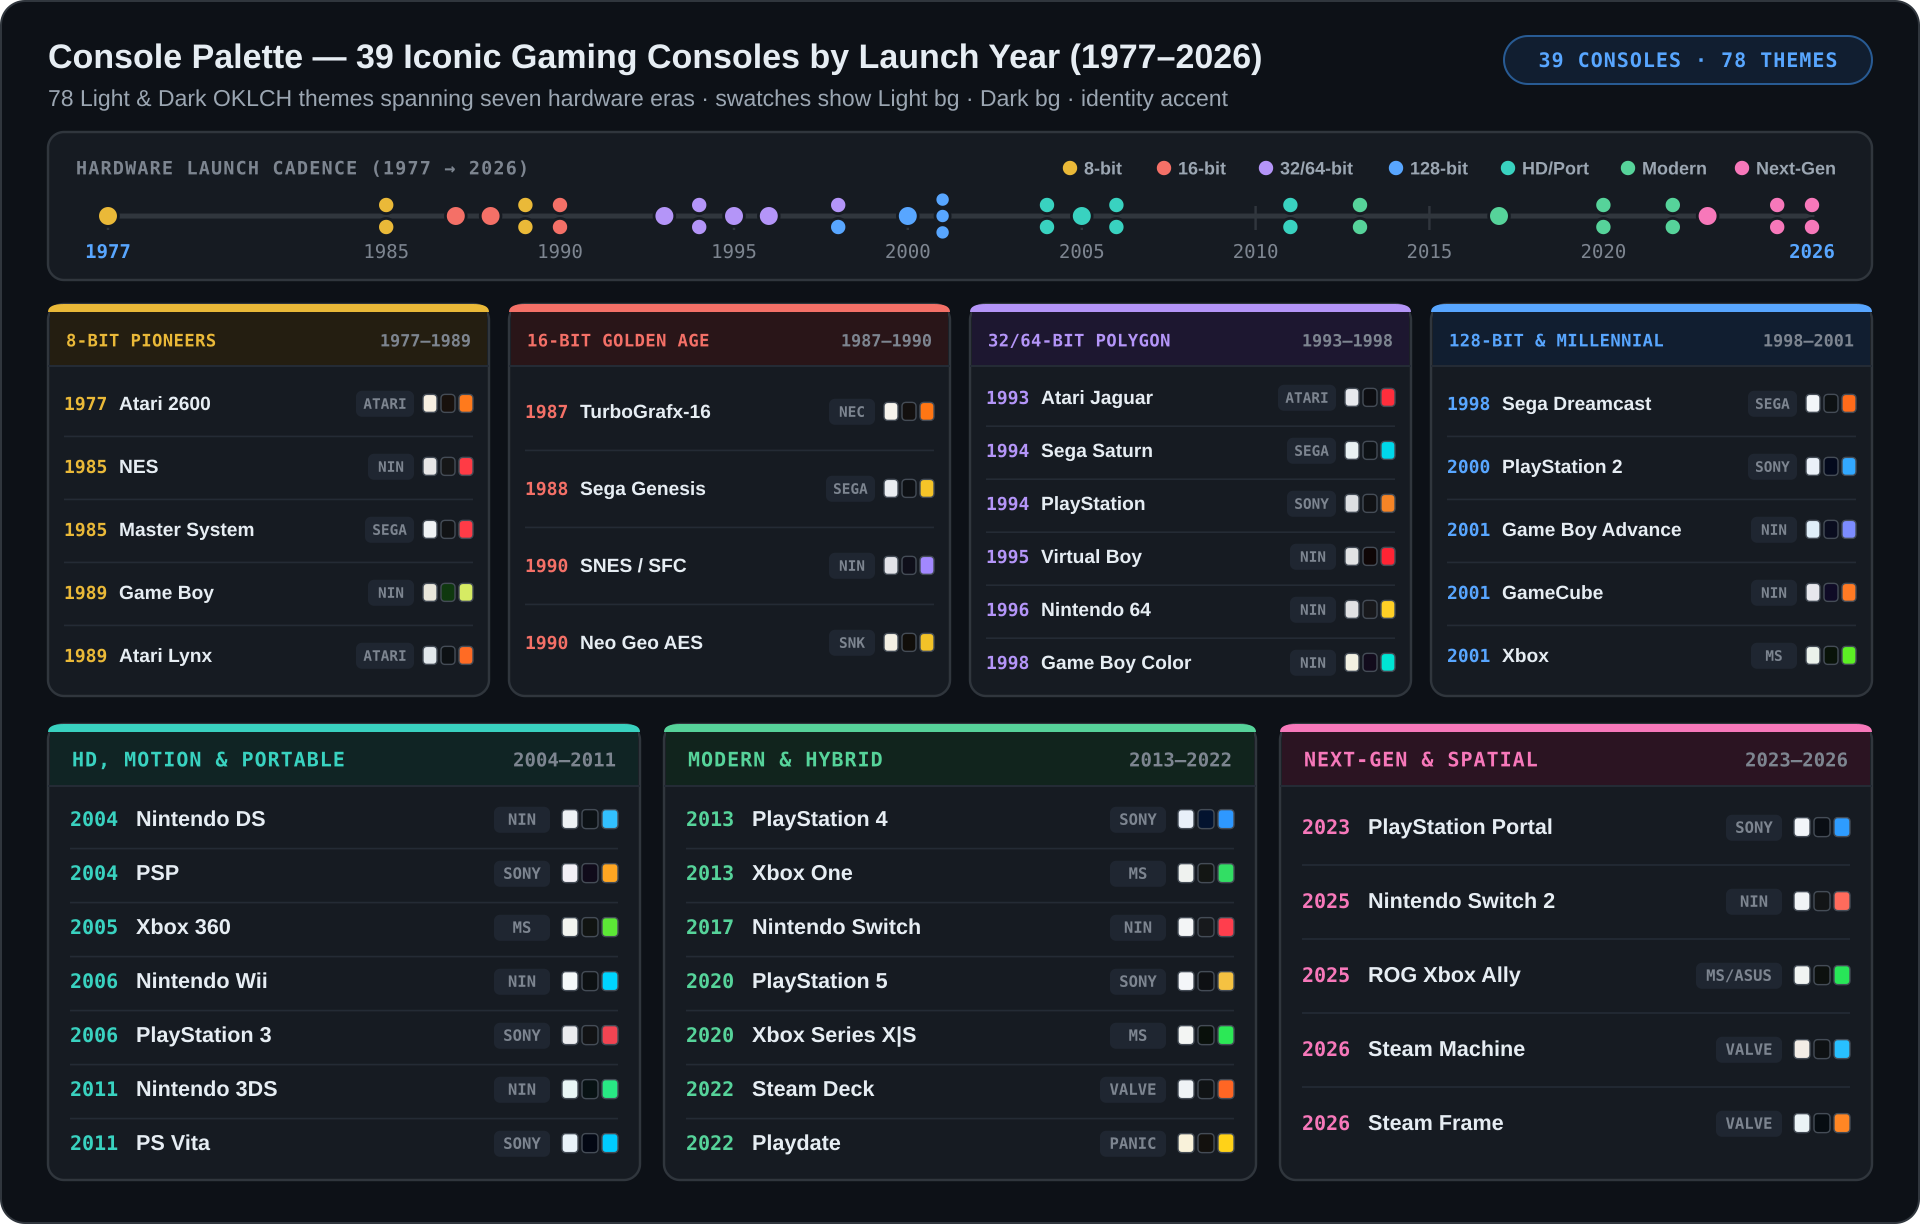 Console Palette — 39 Iconic Gaming Consoles by Launch Year (1977–2026)
39 CONSOLES · 78 THEMES
78 Light & Dark OKLCH themes spanning seven hardware eras · swatches show Light bg · Dark bg · identity accent
HARDWARE LAUNCH CADENCE (1977 → 2026)
8-bit 16-bit 32/64-bit 128-bit HD/Port Modern Next-Gen
1977 1985 1990 1995 2000 2005 2010 2015 2020 2026
8-BIT PIONEERS 1977–1989
1977 Atari 2600 ATARI
1985 NES NIN
1985 Master System SEGA
1989 Game Boy NIN
1989 Atari Lynx ATARI
16-BIT GOLDEN AGE 1987–1990
1987 TurboGrafx-16 NEC
1988 Sega Genesis SEGA
1990 SNES / SFC NIN
1990 Neo Geo AES SNK
32/64-BIT POLYGON 1993–1998
1993 Atari Jaguar ATARI
1994 Sega Saturn SEGA
1994 PlayStation SONY
1995 Virtual Boy NIN
1996 Nintendo 64 NIN
1998 Game Boy Color NIN
128-BIT & MILLENNIAL 1998–2001
1998 Sega Dreamcast SEGA
2000 PlayStation 2 SONY
2001 Game Boy Advance NIN
2001 GameCube NIN
2001 Xbox MS
HD, MOTION & PORTABLE 2004–2011
2004 Nintendo DS NIN
2004 PSP SONY
2005 Xbox 360 MS
2006 Nintendo Wii NIN
2006 PlayStation 3 SONY
2011 Nintendo 3DS NIN
2011 PS Vita SONY
MODERN & HYBRID 2013–2022
2013 PlayStation 4 SONY
2013 Xbox One MS
2017 Nintendo Switch NIN
2020 PlayStation 5 SONY
2020 Xbox Series X|S MS
2022 Steam Deck VALVE
2022 Playdate PANIC
NEXT-GEN & SPATIAL 2023–2026
2023 PlayStation Portal SONY
2025 Nintendo Switch 2 NIN
2025 ROG Xbox Ally MS/ASUS
2026 Steam Machine VALVE
2026 Steam Frame VALVE